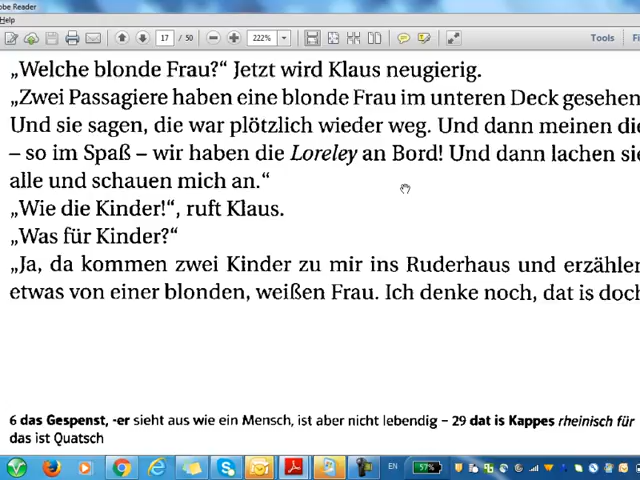 obe Reader
Help
17 / 50
222%
Tools
Fi
„Welche blonde Frau?“ Jetzt wird Klaus neugierig.
„Zwei Passagiere haben eine blonde Frau im unteren Deck gesehen
Und sie sagen, die war plötzlich wieder weg. Und dann meinen die
– so im Spaß – wir haben die Loreley an Bord! Und dann lachen sie
alle und schauen mich an.“
„Wie die Kinder!“, ruft Klaus.
„Was für Kinder?“
„Ja, da kommen zwei Kinder zu mir ins Ruderhaus und erzählen
etwas von einer blonden, weißen Frau. Ich denke noch, dat is doch
6 das Gespenst, -er sieht aus wie ein Mensch, ist aber nicht lebendig – 29 dat is Kappes rheinisch für
das ist Quatsch
EN
57%